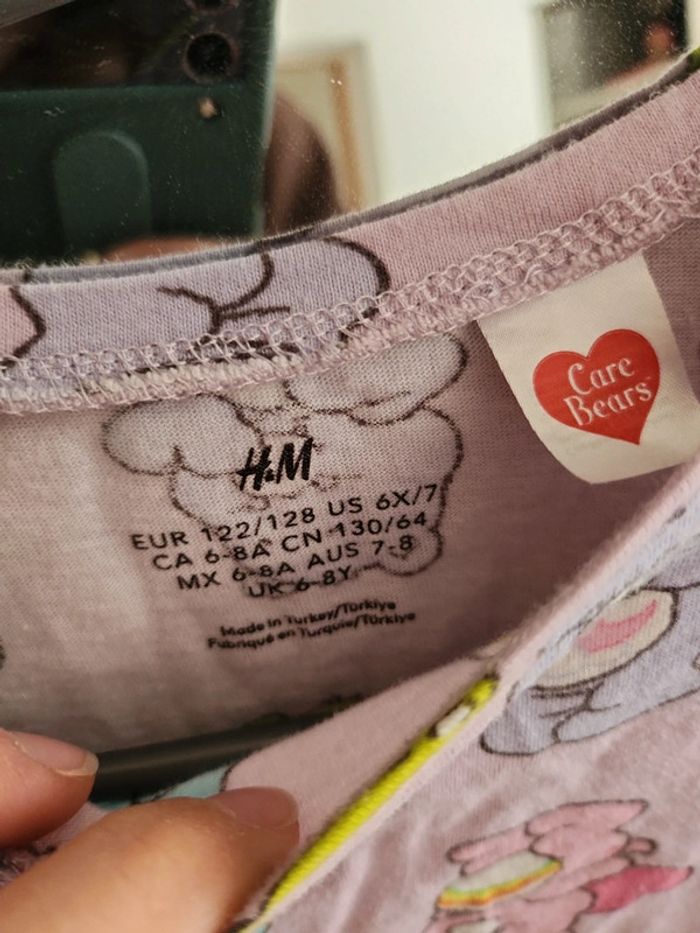 H&M
EUR 122/128 US 6X/7
CA 6-8A CN 130/64
MX 6-8A AUS 7-8
UK 6-8Y
Made in Turkey/Türkiye
Fabriqué en Turquie/Türkiye
Care
Bears